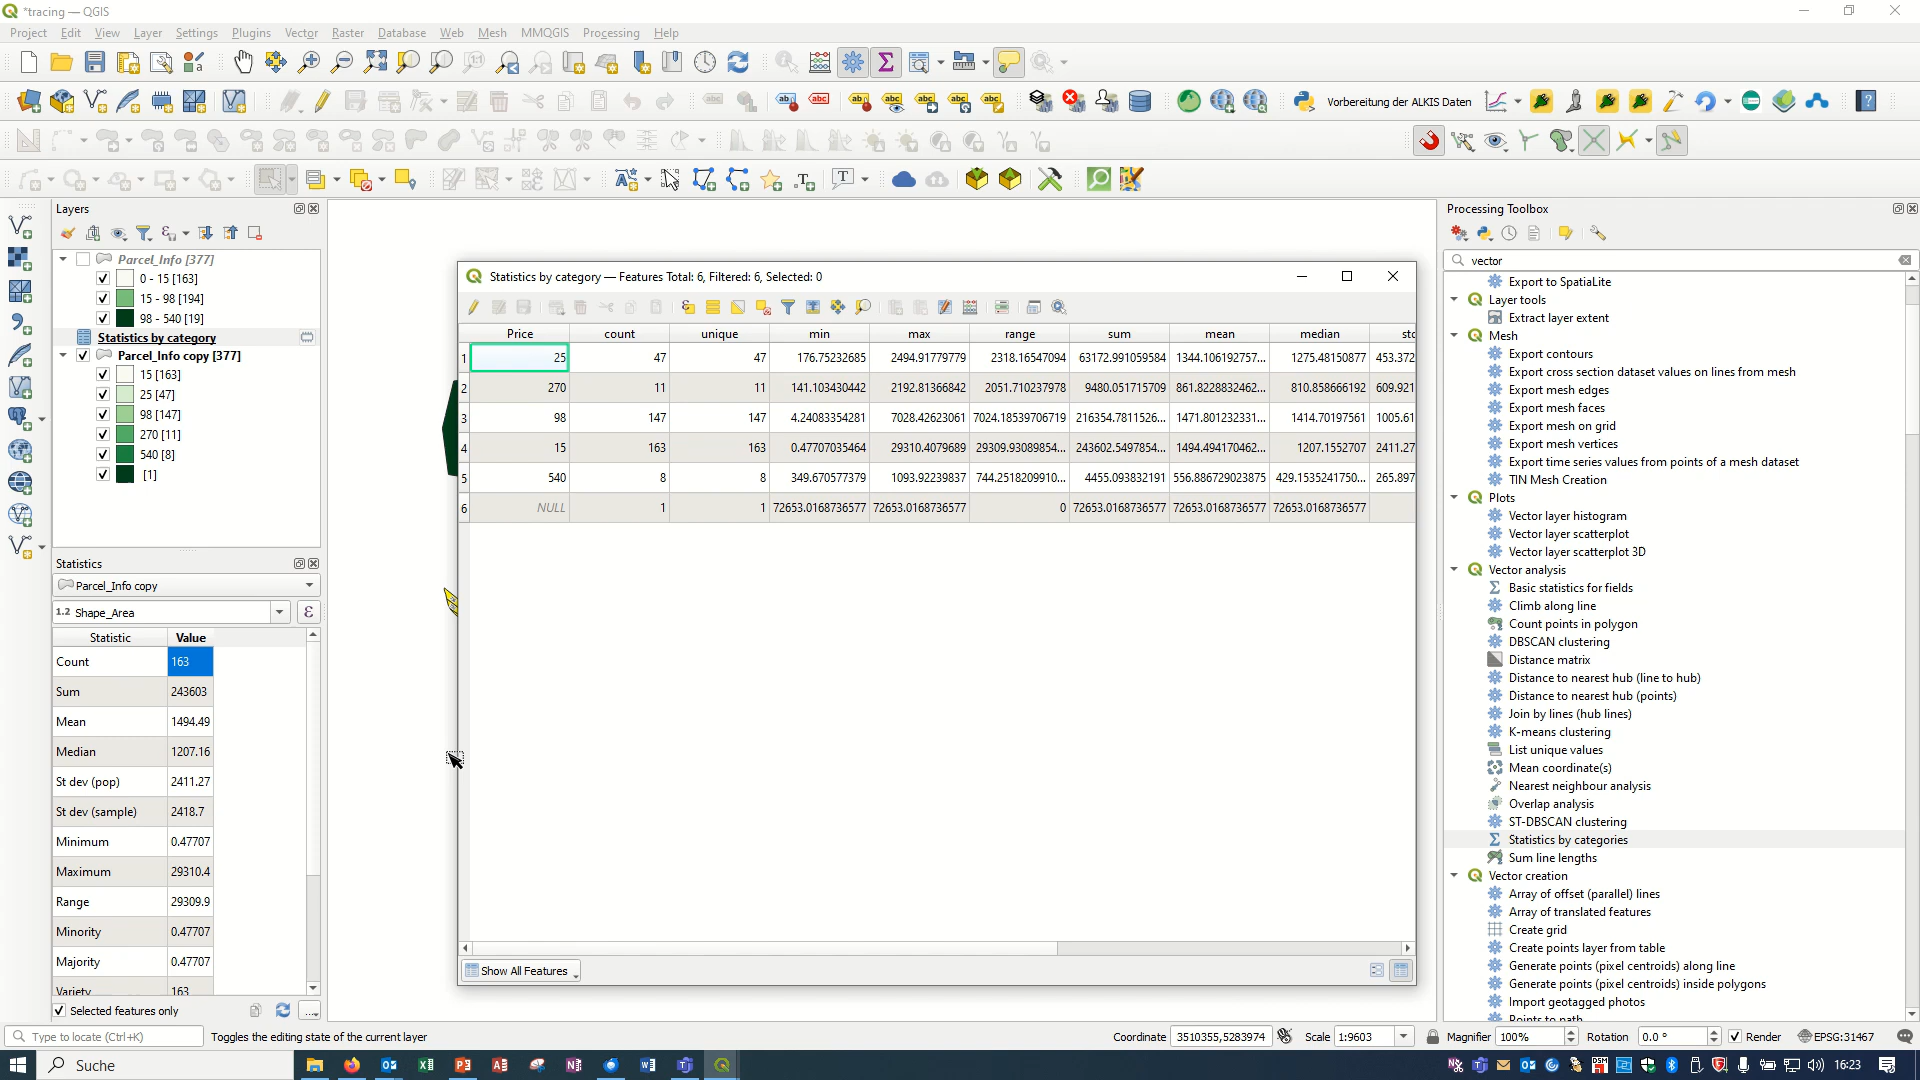 *tracing — QGIS
Project Edit View Layer Settings Plugins Vector Raster Database Web Mesh MMQGIS Processing Help
Vorbereitung der ALKIS Daten
Layers
Parcel_Info [377]
0 - 15 [163]
15 - 98 [194]
98 - 540 [19]
Statistics by category
Parcel_Info copy [377]
15 [163]
25 [47]
98 [147]
270 [11]
540 [8]
[1]
Statistics
Parcel_Info copy
1.2 Shape_Area
Statistic Value
Count 163
Sum 243603
Mean 1494.49
Median 1207.16
St dev (pop) 2411.27
St dev (sample) 2418.7
Minimum 0.47707
Maximum 29310.4
Range 29309.9
Minority 0.47707
Majority 0.47707
Variety 163
Selected features only
Statistics by category — Features Total: 6, Filtered: 6, Selected: 0
Price count unique min max range sum mean median
1 25 47 47 176.75232685 2494.91779779 2318.16547094 63172.991059584 1344.106192757... 1275.48150877 453.372
2 270 11 11 141.103430442 2192.81366842 2051.710237978 9480.051715709 861.8228832462... 810.858666192 609.921
3 98 147 147 4.24083354281 7028.42623061 7024.18539706719 216354.7811526... 1471.801232331... 1414.70197561 1005.61
4 15 163 163 0.47707035464 29310.4079689 29309.93089854... 243602.5497854... 1494.494170462... 1207.1552707 2411.27
5 540 8 8 349.670577379 1093.92239837 744.2518209910... 4455.093832191 556.886729023875 429.1535241750... 265.897
6 NULL 1 1 72653.0168736577 72653.0168736577 0 72653.0168736577 72653.0168736577 72653.0168736577
Show All Features
Processing Toolbox
vector
Export to SpatiaLite
Layer tools
Extract layer extent
Mesh
Export contours
Export cross section dataset values on lines from mesh
Export mesh edges
Export mesh faces
Export mesh on grid
Export mesh vertices
Export time series values from points of a mesh dataset
TIN Mesh Creation
Plots
Vector layer histogram
Vector layer scatterplot
Vector layer scatterplot 3D
Vector analysis
Basic statistics for fields
Climb along line
Count points in polygon
DBSCAN clustering
Distance matrix
Distance to nearest hub (line to hub)
Distance to nearest hub (points)
Join by lines (hub lines)
K-means clustering
List unique values
Mean coordinate(s)
Nearest neighbour analysis
Overlap analysis
ST-DBSCAN clustering
Statistics by categories
Sum line lengths
Vector creation
Array of offset (parallel) lines
Array of translated features
Create grid
Create points layer from table
Generate points (pixel centroids) along line
Generate points (pixel centroids) inside polygons
Import geotagged photos
Points to path
Type to locate (Ctrl+K) Toggles the editing state of the current layer Coordinate 3510355,5283974 Scale 1:9603 Magnifier 100% Rotation 0.0 ° Render EPSG:31467
Suche 16:23